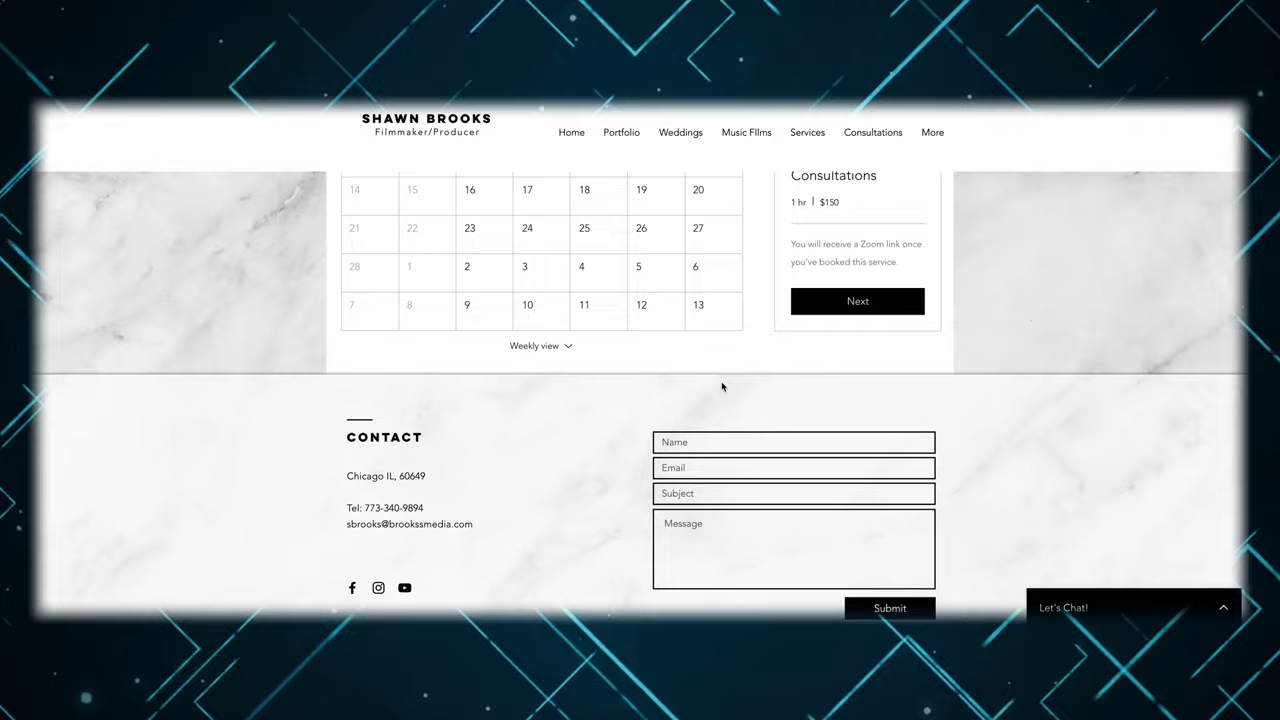 SHAWN BROOKS
Filmmaker/Producer
Home Portfolio Weddings Music FIlms Services Consultations More
14 15 16 17 18 19 20
21 22 23 24 25 26 27
28 1 2 3 4 5 6
7 8 9 10 11 12 13
Weekly view
Consultations
1 hr | $150
You will receive a Zoom link once
you've booked this service.
Next
CONTACT
Chicago IL, 60649
Tel: 773-340-9894
sbrooks@brookssmedia.com
Name
Email
Subject
Message
Submit
Let's Chat!